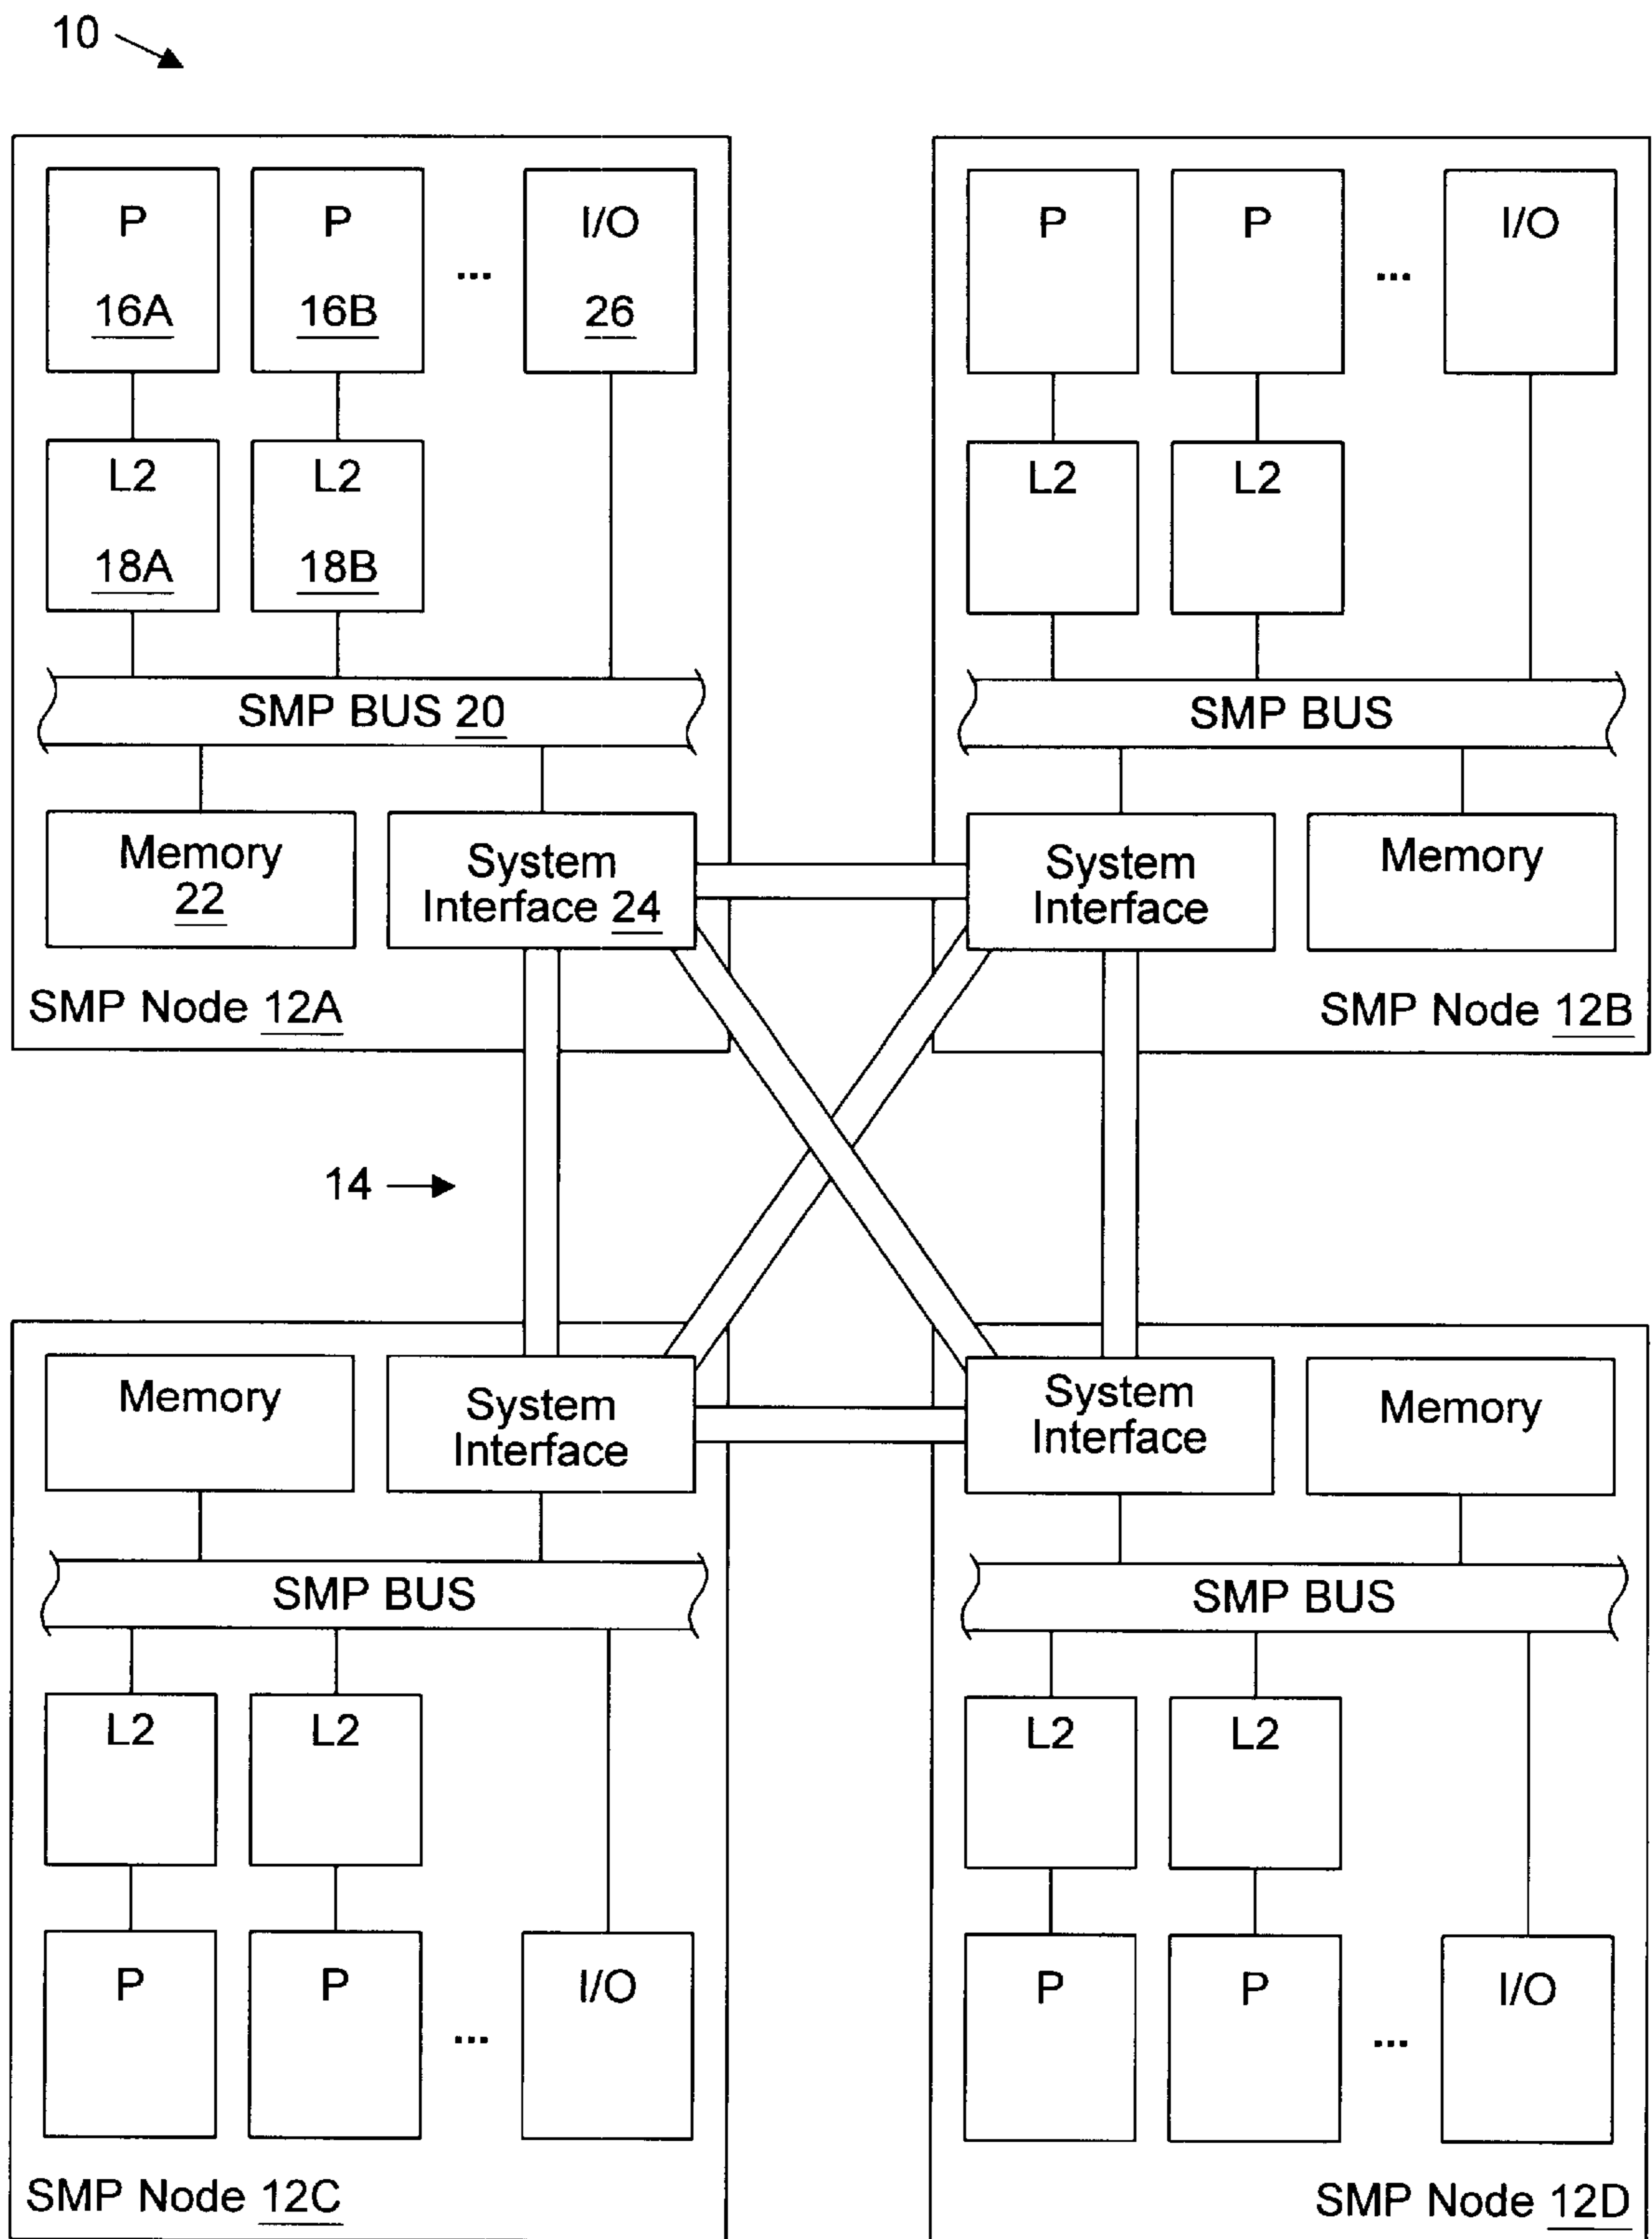 10
P
16A
P
16B
...
I/O
26
L2
18A
L2
18B
SMP BUS 20
Memory
22
System
Interface 24
SMP Node 12A
P
P
...
I/O
L2
L2
SMP BUS
System
Interface
Memory
SMP Node 12B
14
Memory
System
Interface
SMP BUS
L2
L2
P
P
...
I/O
SMP Node 12C
System
Interface
Memory
SMP BUS
L2
L2
P
P
...
I/O
SMP Node 12D